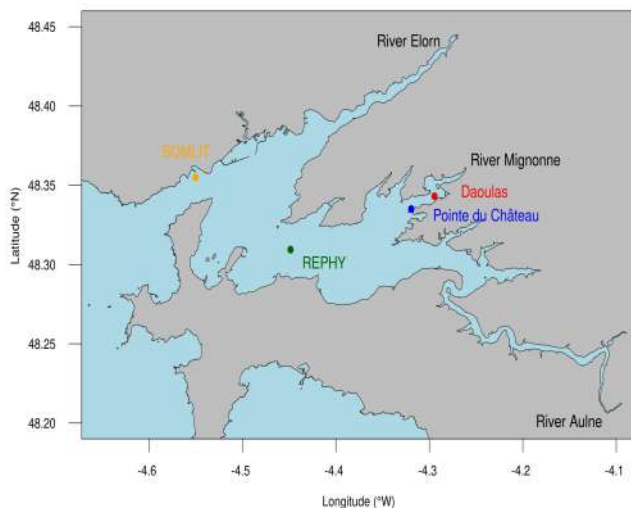 48.45
River Elorn
48.40
SOMLIT
River Mignonne
48.35
Daoulas
Pointe du Château
Latitude (°N)
48.30
REPHY
48.25
48.20
River Aulne
-4.6 -4.5 -4.4 -4.3 -4.2 -4.1
Longitude (°W)